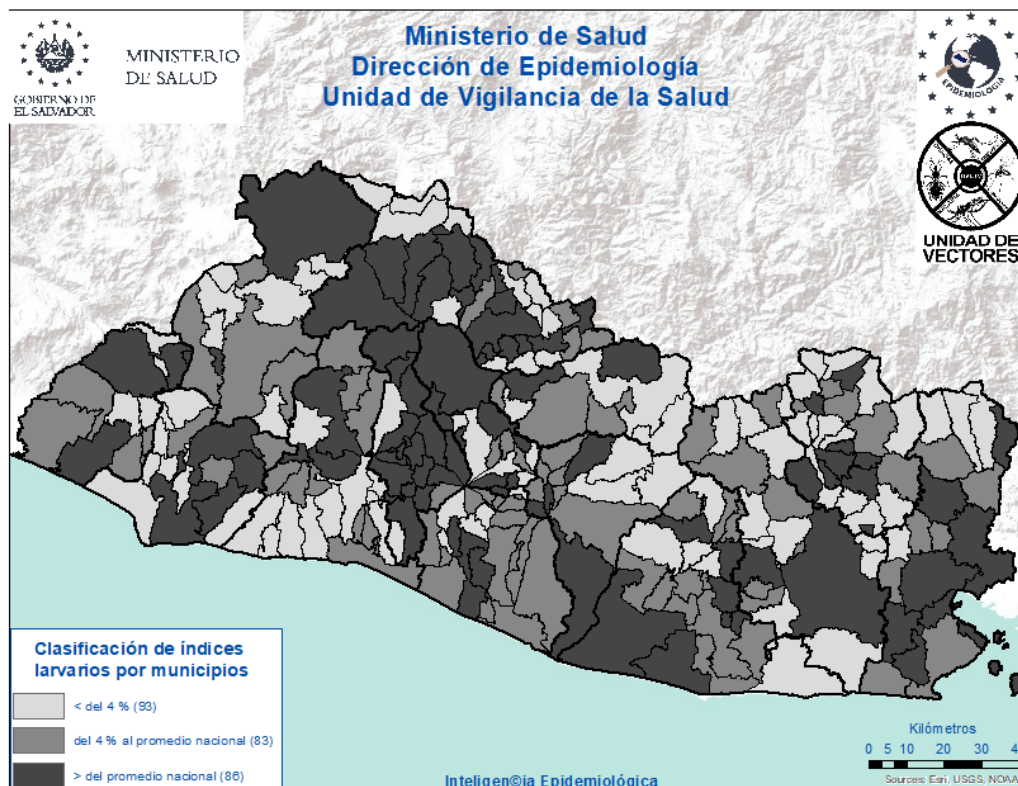 Ministerio de Salud
Dirección de Epidemiología
Unidad de Vigilancia de la Salud
MINISTERIO
DE SALUD
GOBIERNO DE
EL SALVADOR
EPIDEMIOLOGÍA
UNIDAD DE
VECTORES
Clasificación de índices
larvarios por municipios
< del 4 % (93)
del 4 % al promedio nacional (83)
> del promedio nacional (86)
Inteligen©ia Epidemiológica
Kilómetros
0 5 10 20 30 4
Sources: Esri, USGS, NOAA